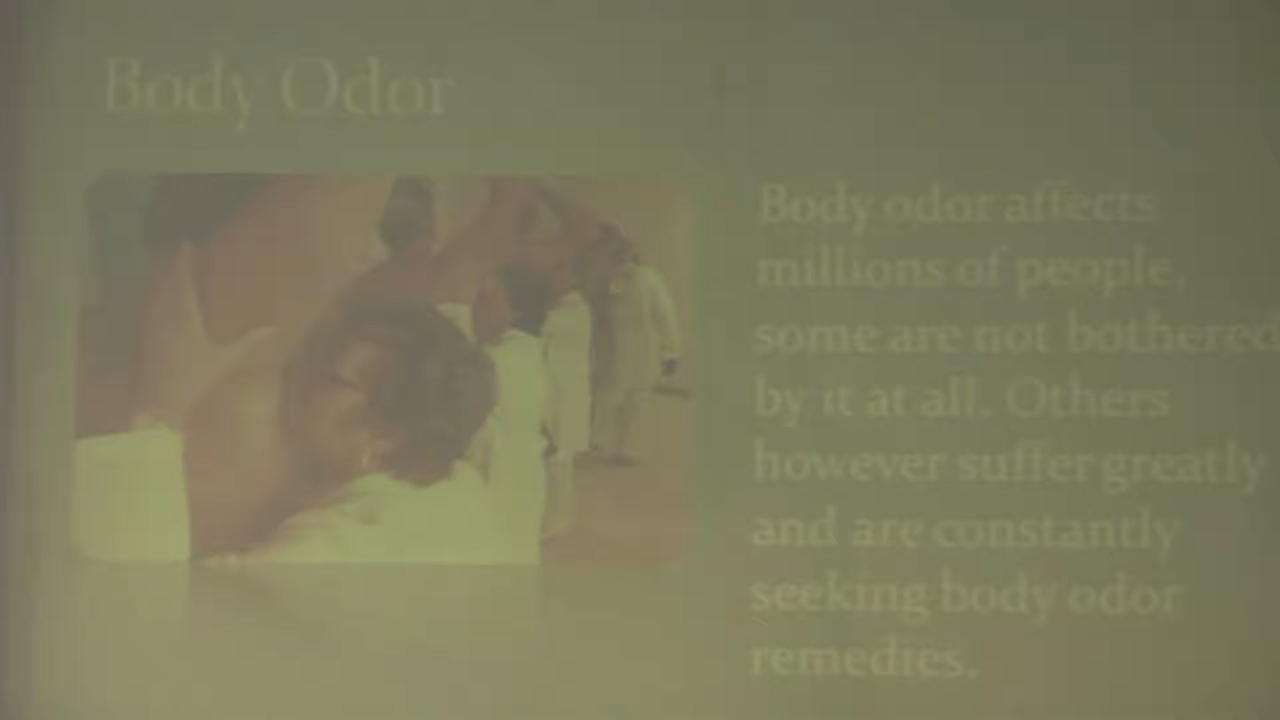 Body Odor
Body odor affects
millions of people,
some are not bothered
by it at all. Others
however suffer greatly
and are constantly
seeking body odor
remedies.